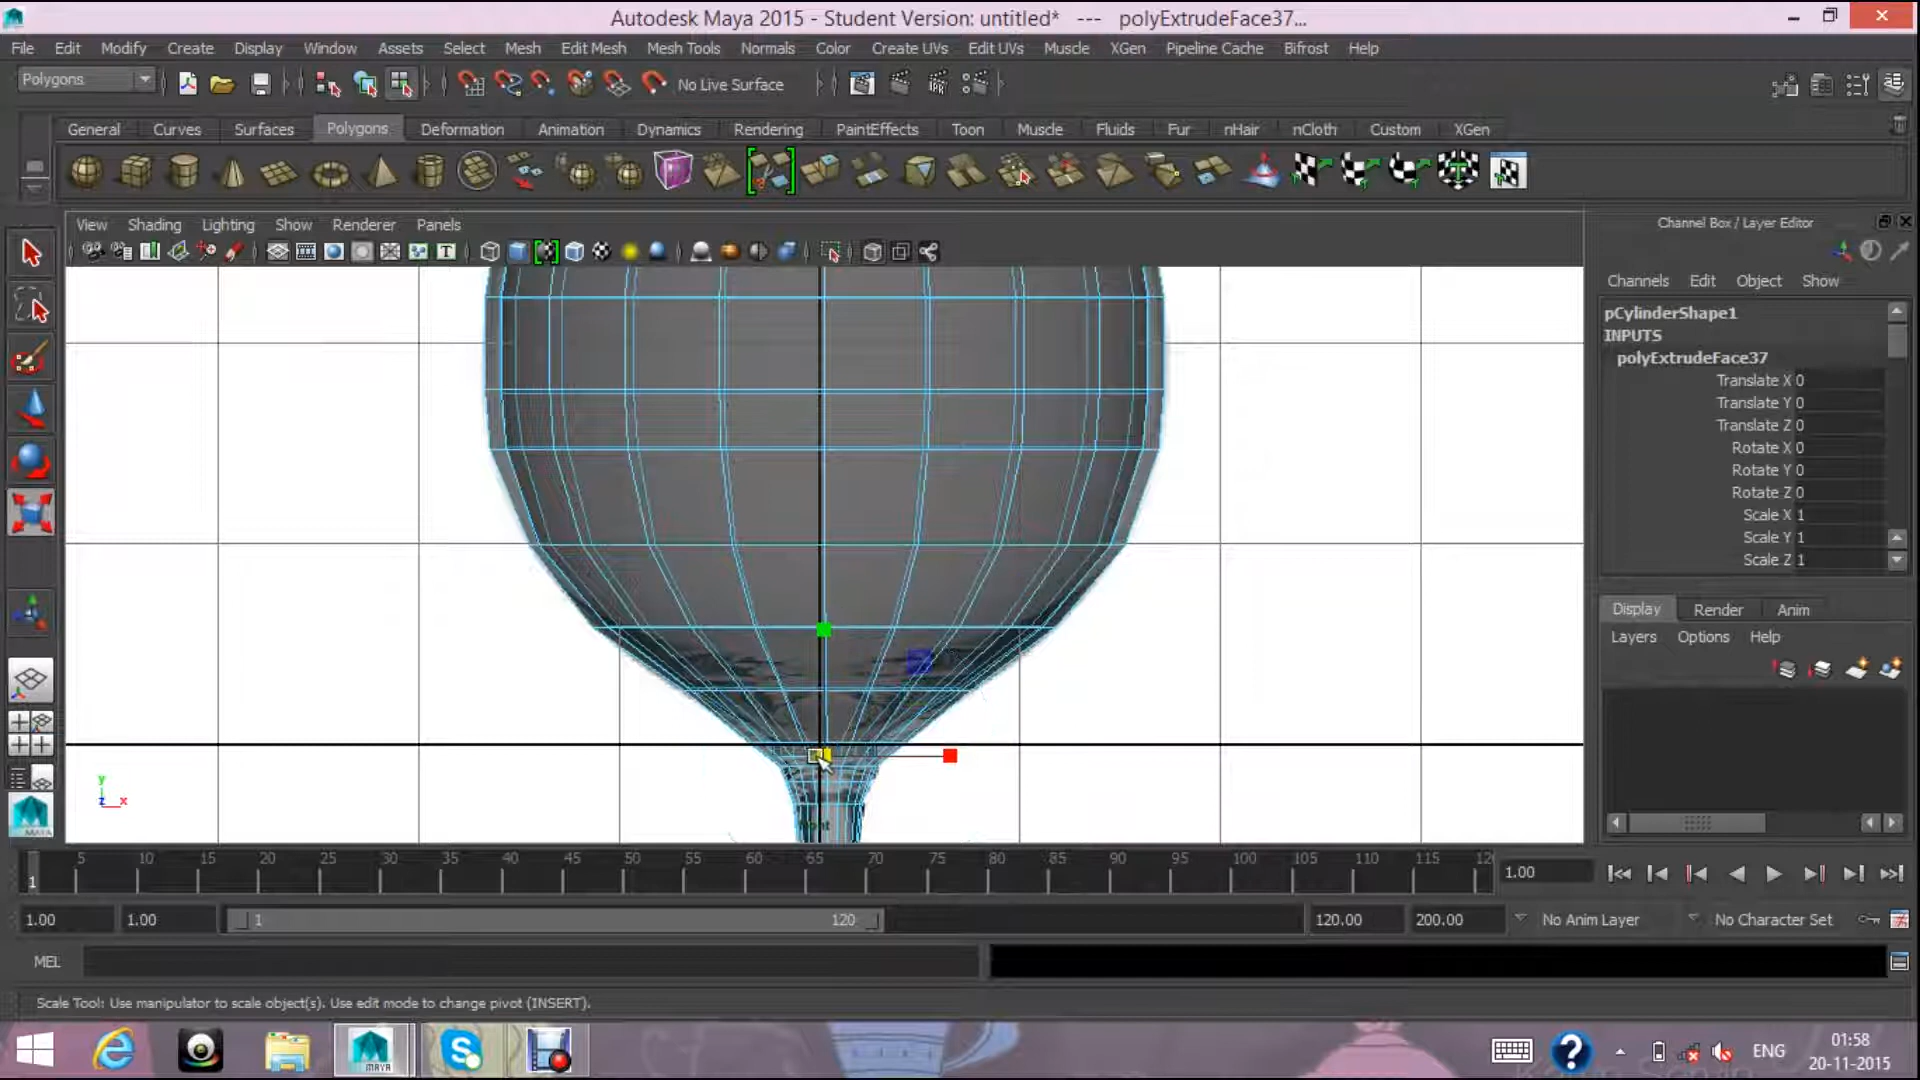 Autodesk Maya 2015 - Student Version: untitled* --- polyExtrudeFace37...
File Edit Modify Create Display Window Assets Select Mesh Edit Mesh Mesh Tools Normals Color Create UVs Edit UVs Muscle XGen Pipeline Cache Bifrost Help
Polygons No Live Surface
General Curves Surfaces Polygons Deformation Animation Dynamics Rendering PaintEffects Toon Muscle Fluids Fur nHair nCloth Custom XGen
View Shading Lighting Show Renderer Panels
Channel Box / Layer Editor
Channels Edit Object Show
pCylinderShape1
INPUTS
polyExtrudeFace37
Translate X 0
Translate Y 0
Translate Z 0
Rotate X 0
Rotate Y 0
Rotate Z 0
Scale X 1
Scale Y 1
Scale Z 1
Display Render Anim
Layers Options Help
y
z x
MAYA
5 10 15 20 25 30 35 40 45 50 55 60 65 70 75 80 85 90 95 100 105 110 115 12
1
1.00
1.00 1.00 1 120 120.00 200.00 No Anim Layer No Character Set
MEL
Scale Tool: Use manipulator to scale object(s). Use edit mode to change pivot (INSERT).
MAYA
ENG
01:58
20-11-2015